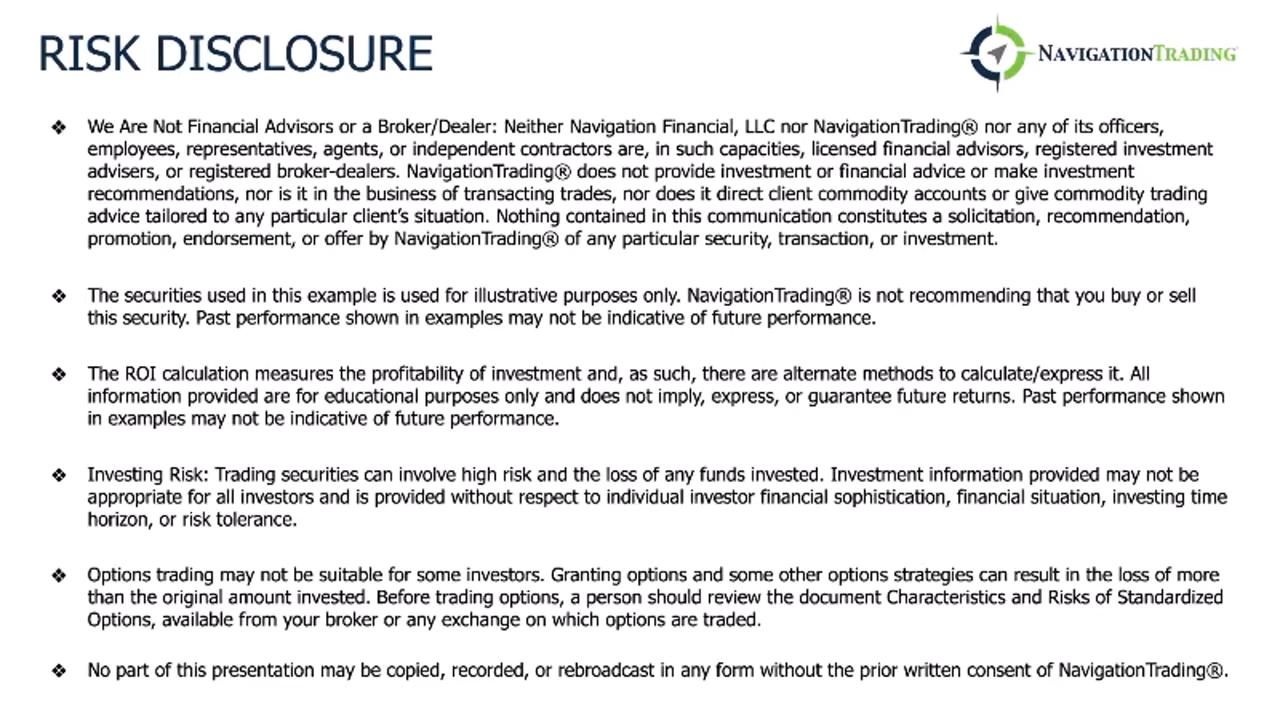 RISK DISCLOSURE
NAVIGATIONTRADING
❖ We Are Not Financial Advisors or a Broker/Dealer: Neither Navigation Financial, LLC nor NavigationTrading® nor any of its officers,
employees, representatives, agents, or independent contractors are, in such capacities, licensed financial advisors, registered investment
advisers, or registered broker-dealers. NavigationTrading® does not provide investment or financial advice or make investment
recommendations, nor is it in the business of transacting trades, nor does it direct client commodity accounts or give commodity trading
advice tailored to any particular client's situation. Nothing contained in this communication constitutes a solicitation, recommendation,
promotion, endorsement, or offer by NavigationTrading® of any particular security, transaction, or investment.
❖ The securities used in this example is used for illustrative purposes only. NavigationTrading® is not recommending that you buy or sell
this security. Past performance shown in examples may not be indicative of future performance.
❖ The ROI calculation measures the profitability of investment and, as such, there are alternate methods to calculate/express it. All
information provided are for educational purposes only and does not imply, express, or guarantee future returns. Past performance shown
in examples may not be indicative of future performance.
❖ Investing Risk: Trading securities can involve high risk and the loss of any funds invested. Investment information provided may not be
appropriate for all investors and is provided without respect to individual investor financial sophistication, financial situation, investing time
horizon, or risk tolerance.
❖ Options trading may not be suitable for some investors. Granting options and some other options strategies can result in the loss of more
than the original amount invested. Before trading options, a person should review the document Characteristics and Risks of Standardized
Options, available from your broker or any exchange on which options are traded.
❖ No part of this presentation may be copied, recorded, or rebroadcast in any form without the prior written consent of NavigationTrading®.